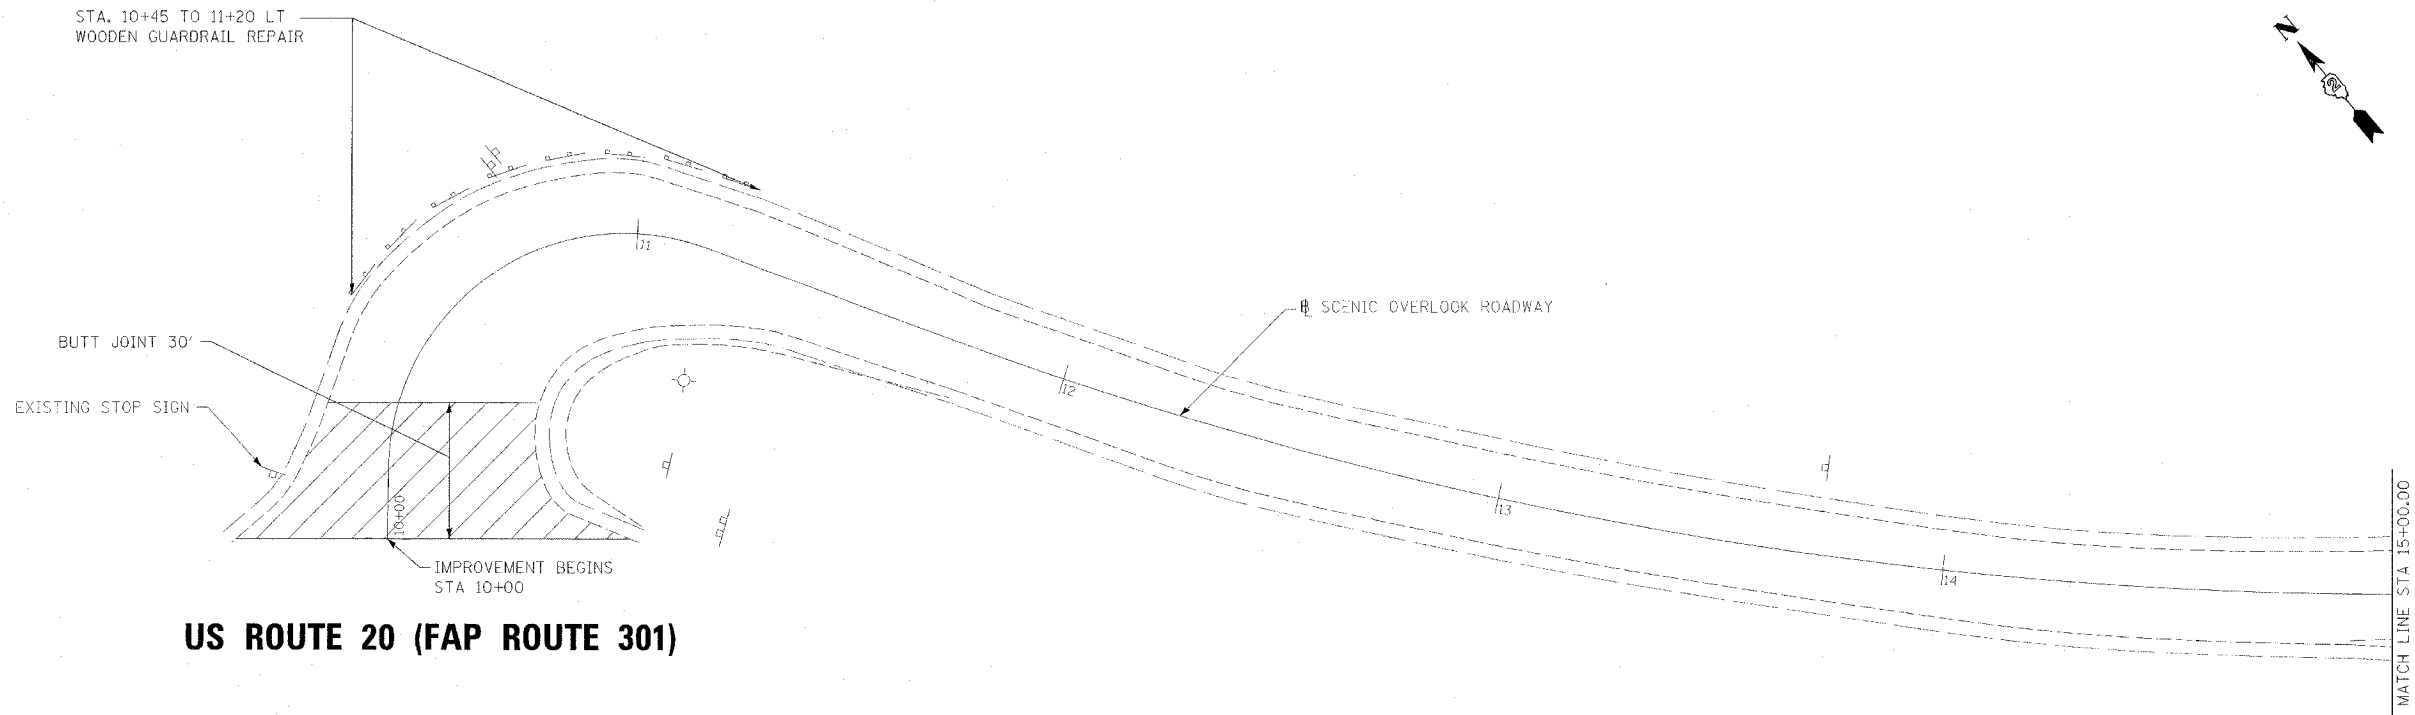 STA. 10+45 TO 11+20 LT
WOODEN GUARDRAIL REPAIR
N
2
11
℄ SCENIC OVERLOOK ROADWAY
BUTT JOINT 30'
12
EXISTING STOP SIGN
10+00
13
IMPROVEMENT BEGINS
STA 10+00
14
MATCH LINE STA 15+00.00
US ROUTE 20 (FAP ROUTE 301)